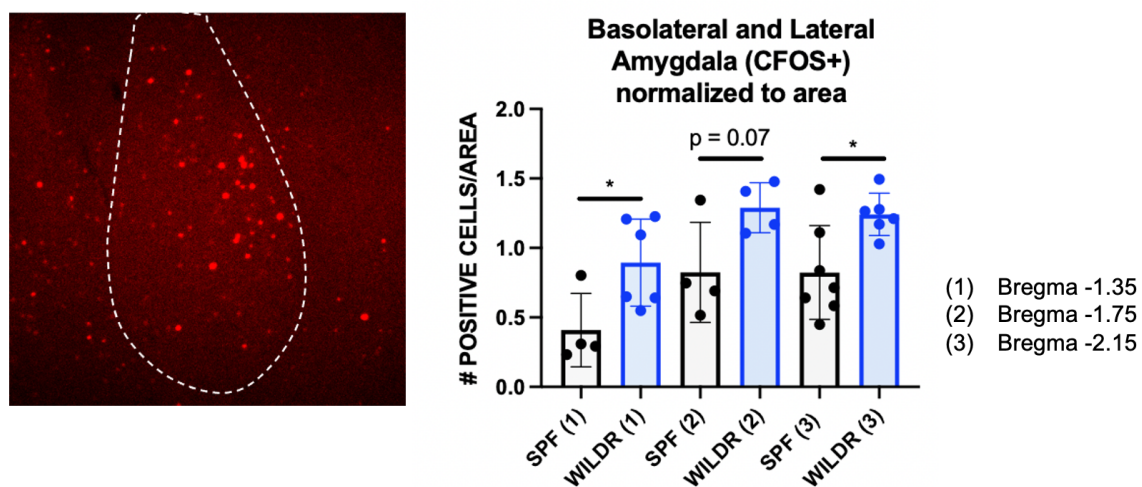 Basolateral and Lateral
Amygdala (CFOS+)
normalized to area
# POSITIVE CELLS/AREA
2.0
1.5
1.0
0.5
0.0
*
p = 0.07
*
SPF (1)
WILDR (1)
SPF (2)
WILDR (2)
SPF (3)
WILDR (3)
(1) Bregma -1.35
(2) Bregma -1.75
(3) Bregma -2.15